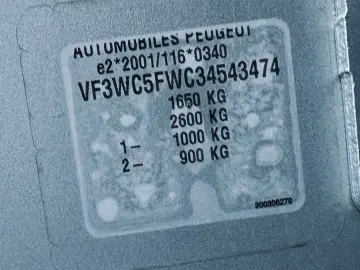 AUTOMOBILES PEUGEOT
e2*2001/116*0340
VF3WC5FWC34543474
1650 KG
2600 KG
1- 1000 KG
2- 900 KG
200306279